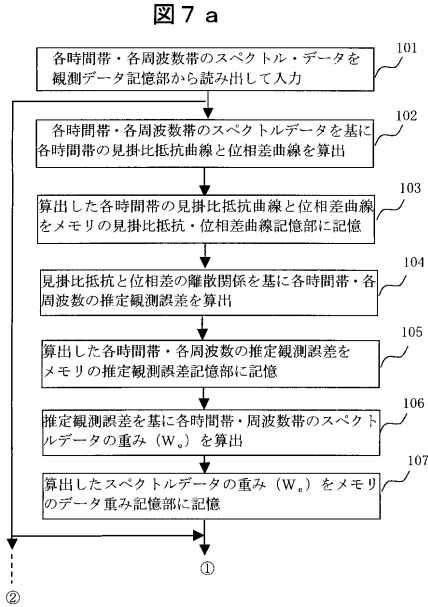 図７ａ
101
各時間帯・各周波数帯のスペクトル・データを
観測データ記憶部から読み出して入力
102
各時間帯・各周波数帯のスペクトルデータを基に
各時間帯の見掛比抵抗曲線と位相差曲線を算出
103
算出した各時間帯の見掛比抵抗曲線と位相差曲線
をメモリの見掛比抵抗・位相差曲線記憶部に記憶
104
見掛比抵抗と位相差の離散関係を基に各時間帯・各
周波数の推定観測誤差を算出
105
算出した各時間帯・各周波数の推定観測誤差を
メモリの推定観測誤差記憶部に記憶
106
推定観測誤差を基に各時間帯・周波数帯のスペクト
ルデータの重み（Ｗｅ）を算出
107
算出したスペクトルデータの重み（Ｗｅ）をメモリ
のデータ重み記憶部に記憶
①
②